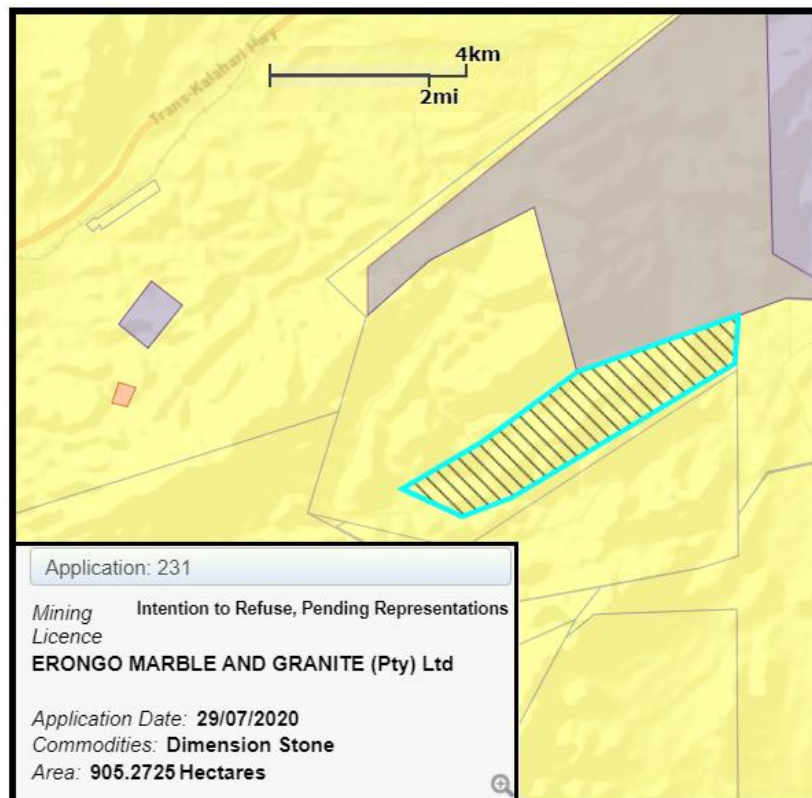 Trans-Kalahari Hwy
4km
2mi
Application: 231
Mining Licence Intention to Refuse, Pending Representations
ERONGO MARBLE AND GRANITE (Pty) Ltd
Application Date: 29/07/2020
Commodities: Dimension Stone
Area: 905.2725 Hectares